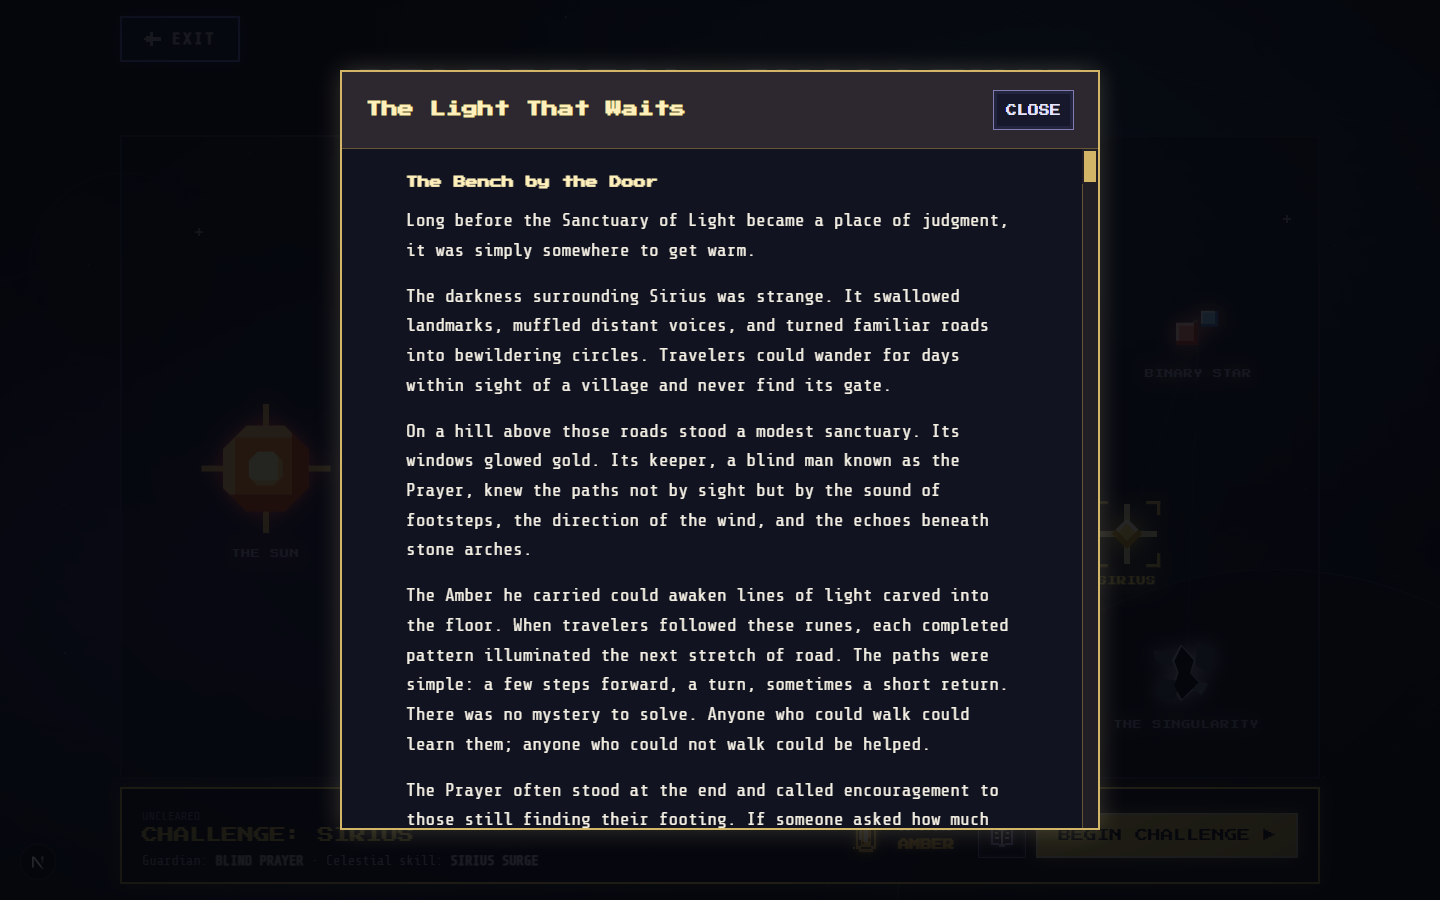 EXIT
The Light That Waits
CLOSE
The Bench by the Door
Long before the Sanctuary of Light became a place of judgment,
it was simply somewhere to get warm.
The darkness surrounding Sirius was strange. It swallowed
landmarks, muffled distant voices, and turned familiar roads
into bewildering circles. Travelers could wander for days
within sight of a village and never find its gate.
On a hill above those roads stood a modest sanctuary. Its
windows glowed gold. Its keeper, a blind man known as the
Prayer, knew the paths not by sight but by the sound of
footsteps, the direction of the wind, and the echoes beneath
stone arches.
The Amber he carried could awaken lines of light carved into
the floor. When travelers followed these runes, each completed
pattern illuminated the next stretch of road. The paths were
simple: a few steps forward, a turn, sometimes a short return.
There was no mystery to solve. Anyone who could walk could
learn them; anyone who could not walk could be helped.
The Prayer often stood at the end and called encouragement to
those still finding their footing. If someone asked how much
THE SUN
BINARY STAR
SIRIUS
THE SINGULARITY
UNCLEARED
CHALLENGE: SIRIUS
Guardian: BLIND PRAYER · Celestial skill: SIRIUS SURGE
AMBER
BEGIN CHALLENGE ▶
N